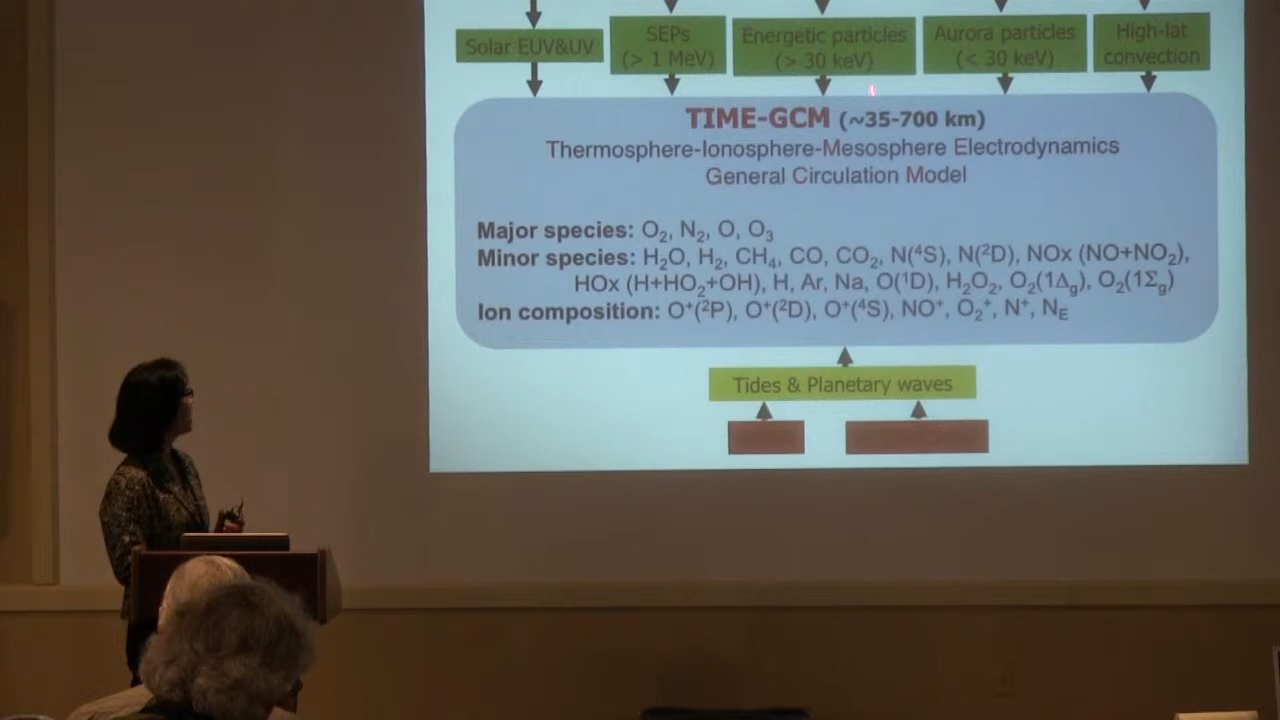 Solar EUV&UV
SEPs
(> 1 MeV)
Energetic particles
(> 30 keV)
Aurora particles
(< 30 keV)
High-lat
convection
TIME-GCM (~35-700 km)
Thermosphere-Ionosphere-Mesosphere Electrodynamics
General Circulation Model
Major species: O₂, N₂, O, O₃
Minor species: H₂O, H₂, CH₄, CO, CO₂, N(⁴S), N(²D), NOx (NO+NO₂),
HOx (H+HO₂+OH), H, Ar, Na, O(¹D), H₂O₂, O₂(1Δg), O₂(1Σg)
Ion composition: O⁺(²P), O⁺(²D), O⁺(⁴S), NO⁺, O₂⁺, N⁺, NE
Tides & Planetary waves